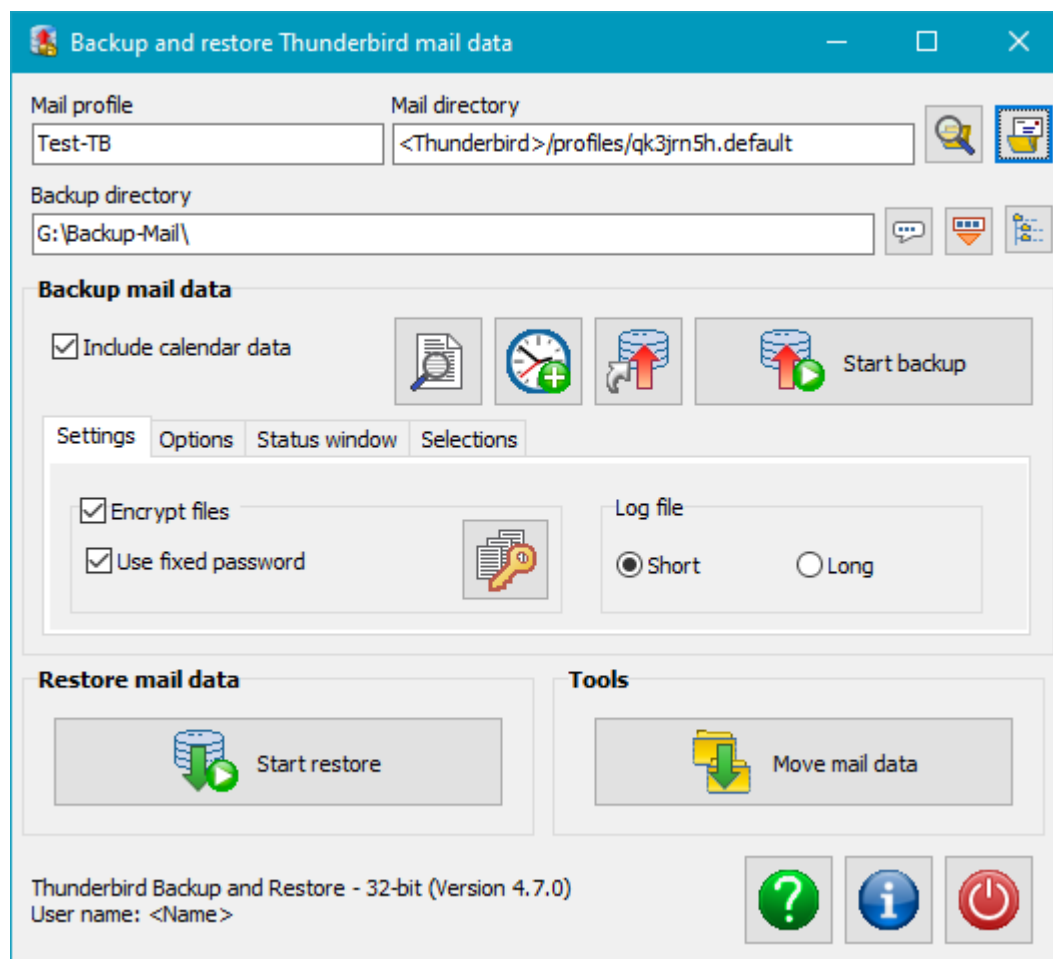 Backup and restore Thunderbird mail data
Mail profile
Mail directory
Test-TB
<Thunderbird>/profiles/qk3jrn5h.default
Backup directory
G:\Backup-Mail\
Backup mail data
Include calendar data
Start backup
Settings
Options
Status window
Selections
Encrypt files
Log file
Use fixed password
Short
Long
Restore mail data
Tools
Start restore
Move mail data
Thunderbird Backup and Restore - 32-bit (Version 4.7.0)
User name: <Name>